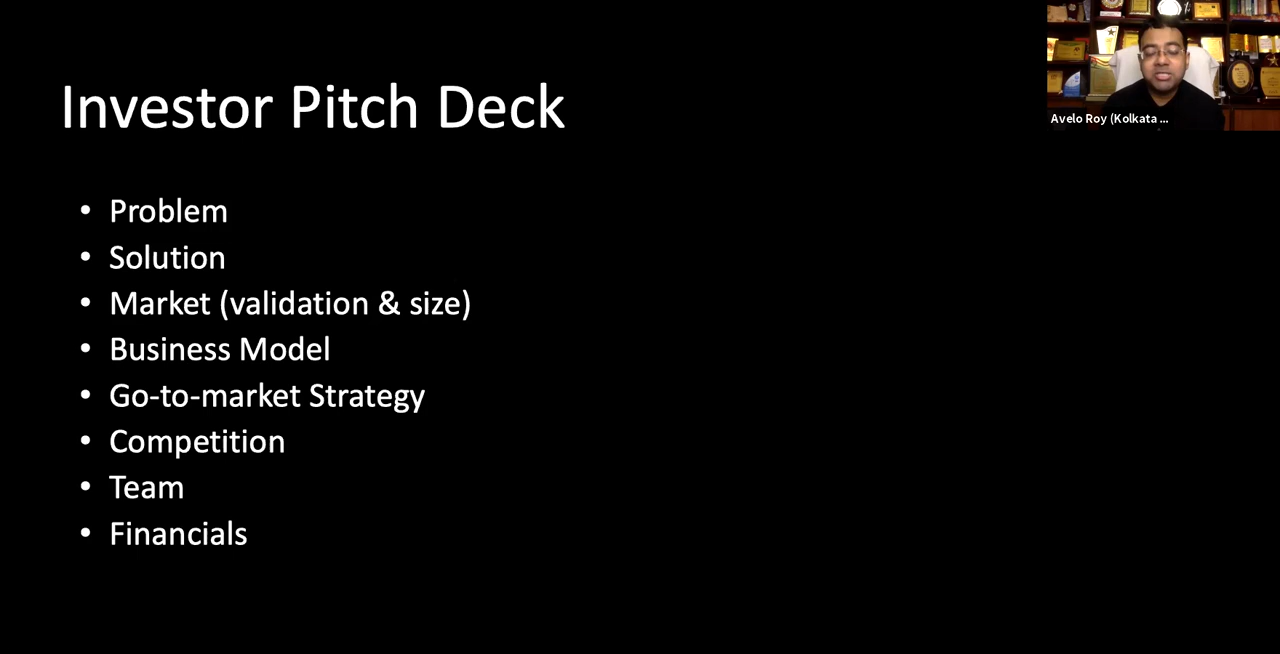 Investor Pitch Deck
• Problem
• Solution
• Market (validation & size)
• Business Model
• Go-to-market Strategy
• Competition
• Team
• Financials
Avelo Roy (Kolkata ...